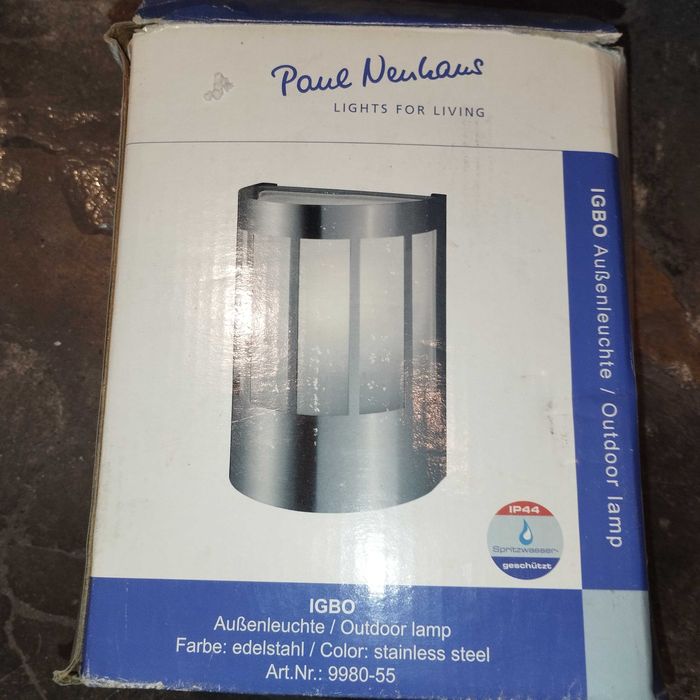 Paul Neuhaus
LIGHTS FOR LIVING
IGBO Außenleuchte / Outdoor lamp
IP44
Spritzwasser-
geschützt
IGBO
Außenleuchte / Outdoor lamp
Farbe: edelstahl / Color: stainless steel
Art.Nr.: 9980-55